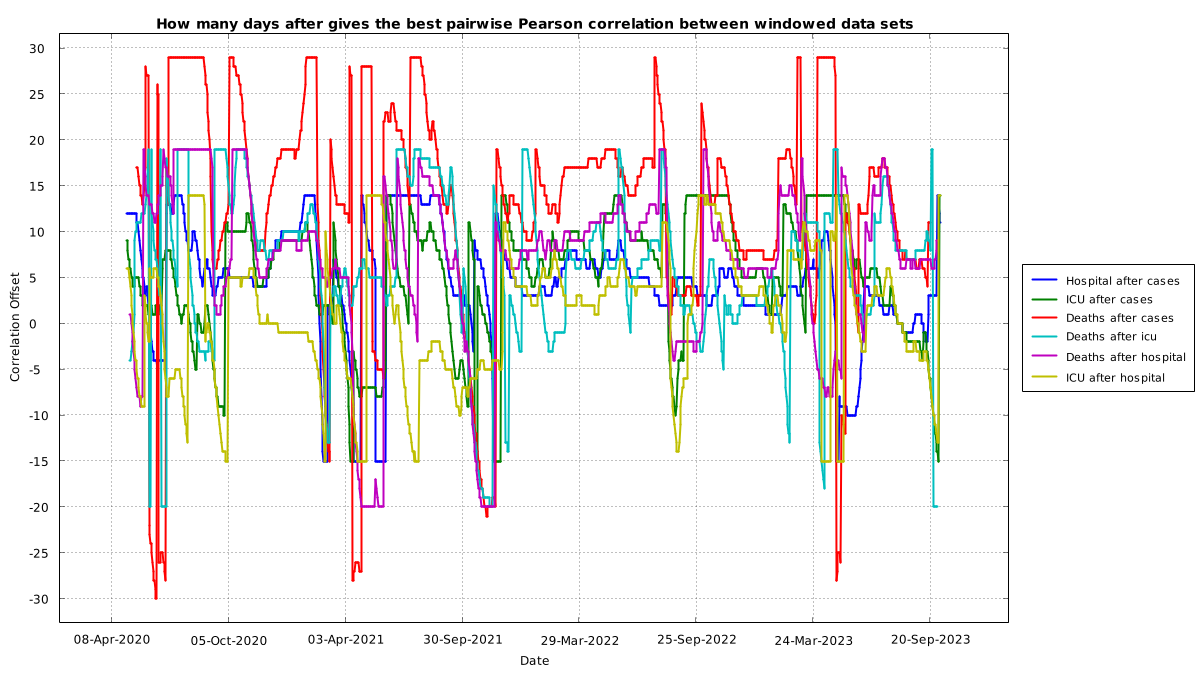 How many days after gives the best pairwise Pearson correlation between windowed data sets
Correlation Offset
30
25
20
15
10
5
0
-5
-10
-15
-20
-25
-30
08-Apr-2020
05-Oct-2020
03-Apr-2021
30-Sep-2021
29-Mar-2022
25-Sep-2022
24-Mar-2023
20-Sep-2023
Date
Hospital after cases
ICU after cases
Deaths after cases
Deaths after icu
Deaths after hospital
ICU after hospital